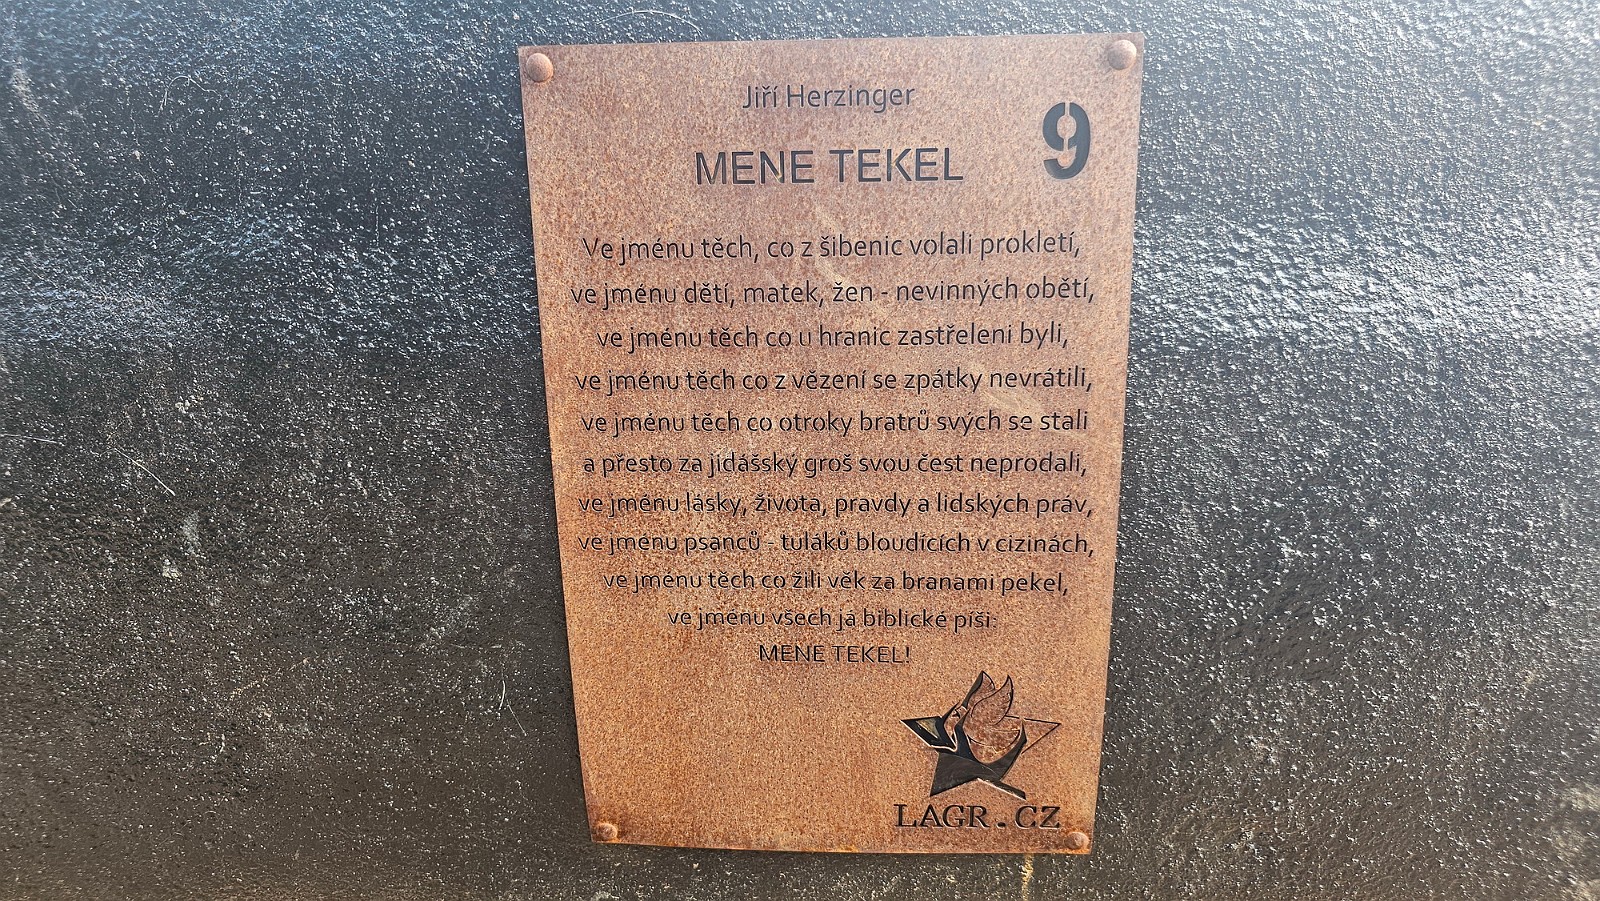 Jiří Herzinger
9
MENE TEKEL
Ve jménu těch, co z šibenic volali prokletí,
ve jménu dětí, matek, žen - nevinných obětí,
ve jménu těch co u hranic zastřeleni byli,
ve jménu těch co z vězení se zpátky nevrátili,
ve jménu těch co otroky bratrů svých se stali
a přesto za jidášský groš svou čest neprodali,
ve jménu lásky, života, pravdy a lidských práv,
ve jménu psanců - tuláků bloudících v cizinách,
ve jménu těch co žili věk za branami pekel,
ve jménu všech já biblické píši:
MENE TEKEL!
LAGR.CZ